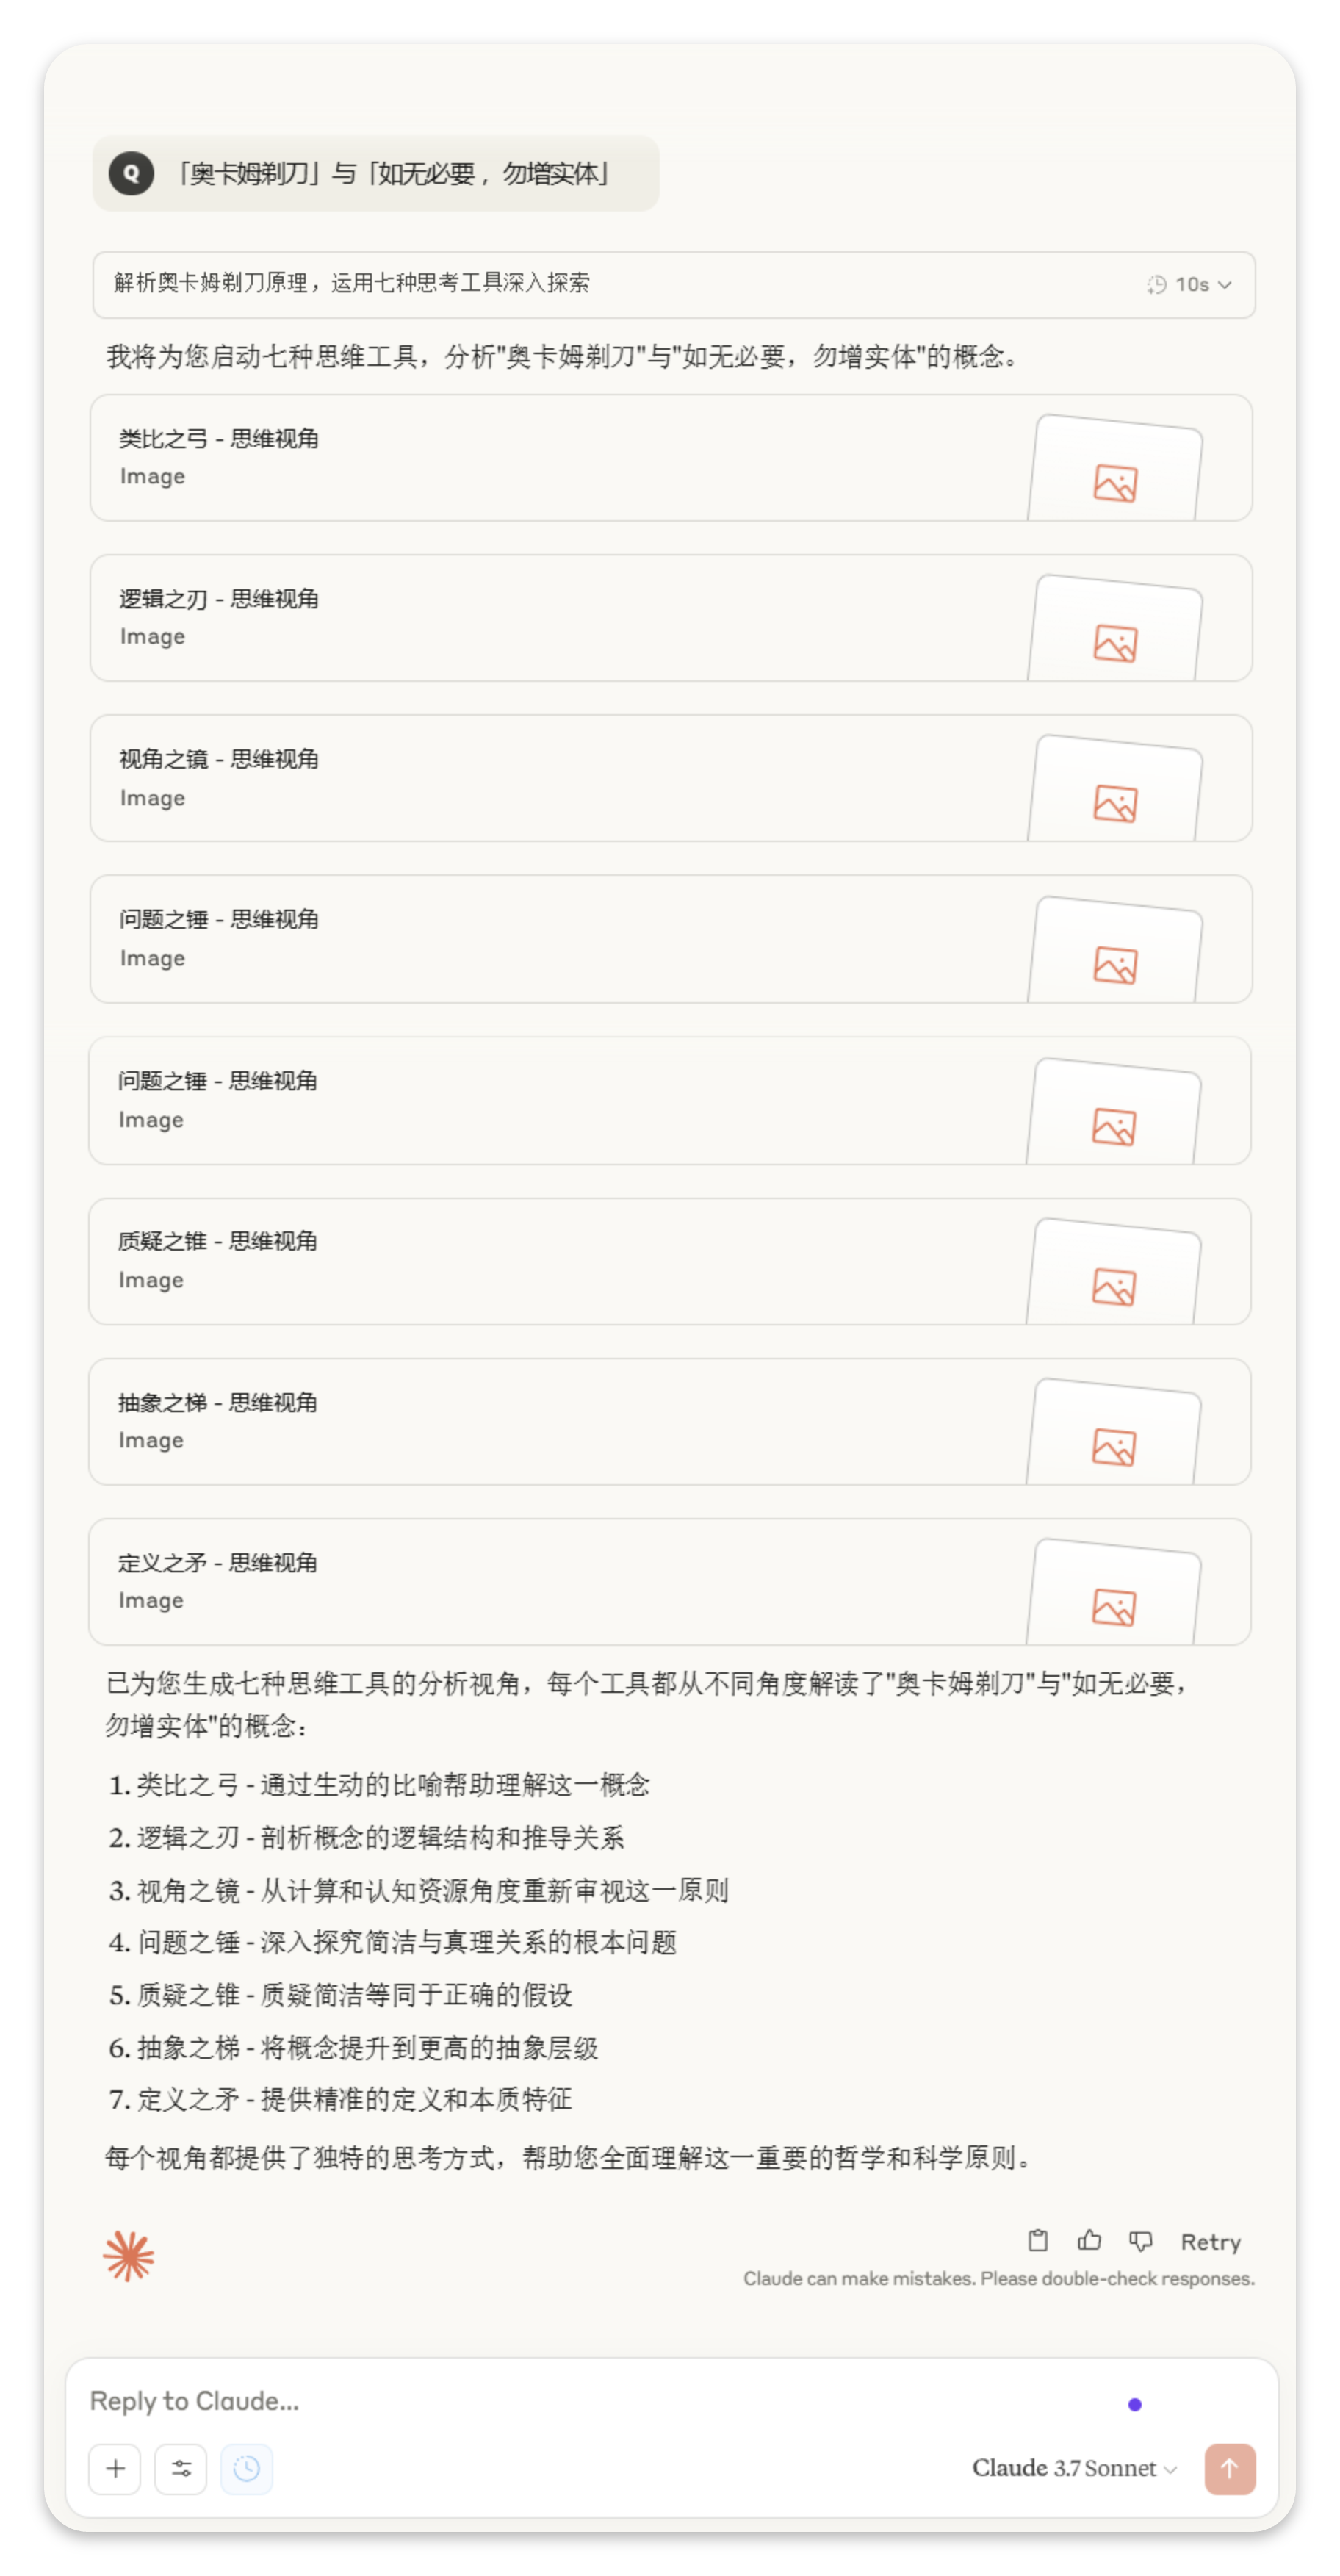 Q 「奥卡姆剃刀」与「如无必要，勿增实体」
解析奥卡姆剃刀原理，运用七种思考工具深入探索 10s
我将为您启动七种思维工具，分析"奥卡姆剃刀"与"如无必要，勿增实体"的概念。
类比之弓 - 思维视角
Image
逻辑之刃 - 思维视角
Image
视角之镜 - 思维视角
Image
问题之锤 - 思维视角
Image
问题之锤 - 思维视角
Image
质疑之锥 - 思维视角
Image
抽象之梯 - 思维视角
Image
定义之矛 - 思维视角
Image
已为您生成七种思维工具的分析视角，每个工具都从不同角度解读了"奥卡姆剃刀"与"如无必要，
勿增实体"的概念：
1. 类比之弓 - 通过生动的比喻帮助理解这一概念
2. 逻辑之刃 - 剖析概念的逻辑结构和推导关系
3. 视角之镜 - 从计算和认知资源角度重新审视这一原则
4. 问题之锤 - 深入探究简洁与真理关系的根本问题
5. 质疑之锥 - 质疑简洁等同于正确的假设
6. 抽象之梯 - 将概念提升到更高的抽象层级
7. 定义之矛 - 提供精准的定义和本质特征
每个视角都提供了独特的思考方式，帮助您全面理解这一重要的哲学和科学原则。
Retry
Claude can make mistakes. Please double-check responses.
Reply to Claude...
Claude 3.7 Sonnet